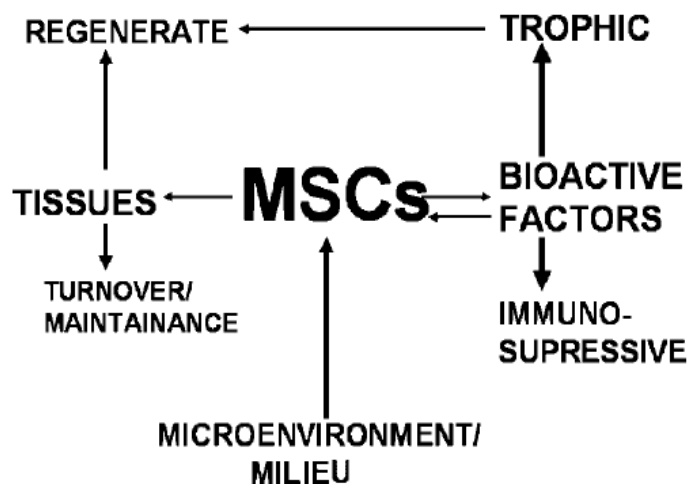 REGENERATE
TROPHIC
MSCs
TISSUES
BIOACTIVE
FACTORS
TURNOVER/
MAINTAINANCE
IMMUNO-
SUPRESSIVE
MICROENVIRONMENT/
MILIEU